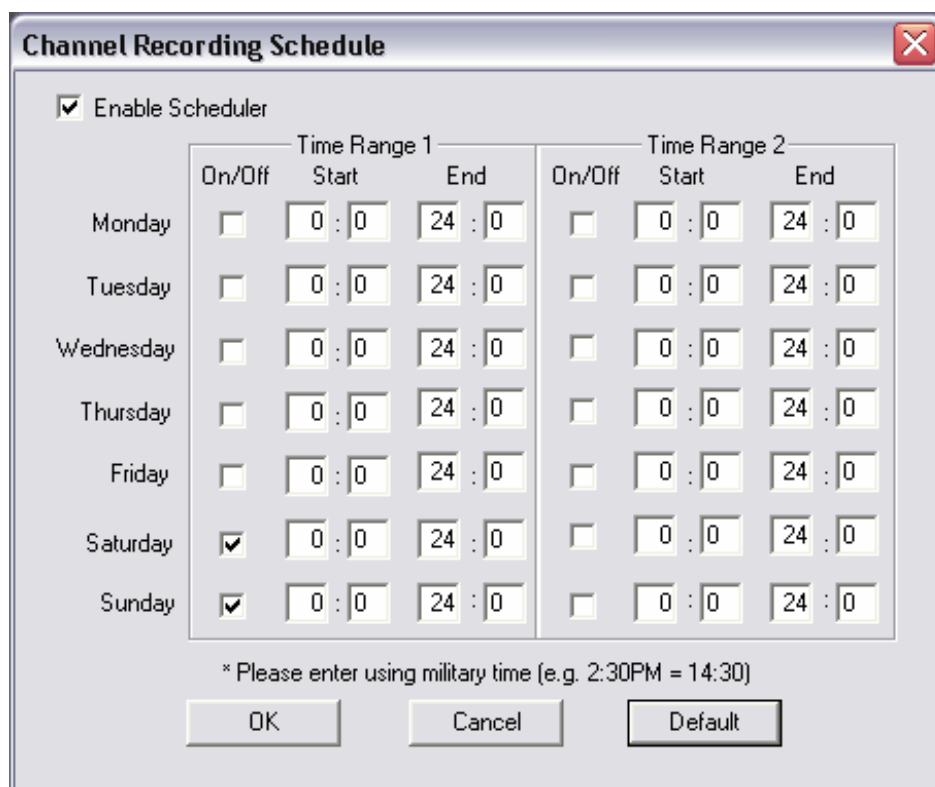 Channel Recording Schedule
Enable Scheduler
Time Range 1 Time Range 2
On/Off Start End On/Off Start End
Monday 0 : 0 24 : 0 0 : 0 24 : 0
Tuesday 0 : 0 24 : 0 0 : 0 24 : 0
Wednesday 0 : 0 24 : 0 0 : 0 24 : 0
Thursday 0 : 0 24 : 0 0 : 0 24 : 0
Friday 0 : 0 24 : 0 0 : 0 24 : 0
Saturday 0 : 0 24 : 0 0 : 0 24 : 0
Sunday 0 : 0 24 : 0 0 : 0 24 : 0
* Please enter using military time (e.g. 2:30PM = 14:30)
OK Cancel Default